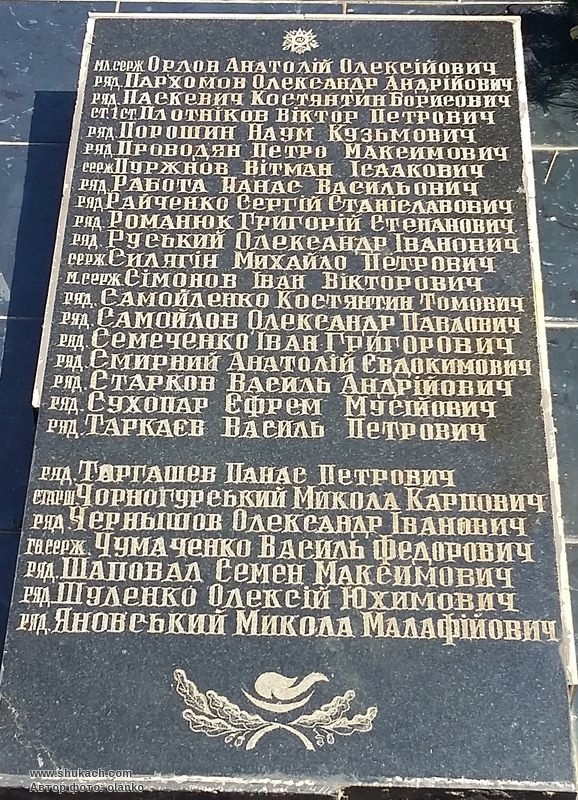 мл.серж Орлов Анатолій Олексійович
ряд. Пархомов Олександр Андрійович
ряд. Паскевич Костянтин Борисович
ст.1ст. Плотніков Віктор Петрович
ряд. Порошин Наум Кузьмович
ряд. Проводян Петро Максимович
серж Пуржнов Вітман Ісаакович
ряд. Работа Панас Васильович
ряд. Райченко Сергій Станіславович
ряд. Романюк Григорій Степанович
ряд. Руський Олександр Іванович
серж. Силягін Михайло Петрович
м.серж. Сімонов Іван Вікторович
ряд. Самойленко Костянтин Томович
ряд. Самойлов Олександр Павлович
ряд. Семеченко Іван Григорович
ряд. Смирний Анатолій Євдокимович
ряд. Старков Василь Андрійович
ряд. Сухопар Єфрем Мусійович
ряд. Таркаєв Василь Петрович
ряд. Таргашев Панас Петрович
старш Чорногурський Микола Карпович
ряд. Чернышов Олександр Іванович
гв.серж. Чумаченко Василь Федорович
ряд. Шаповал Семен Максимович
ряд. Шуленко Олексій Юхимович
ряд. Яновський Микола Малафійович
www.shukach.com
Автор фото: olanko